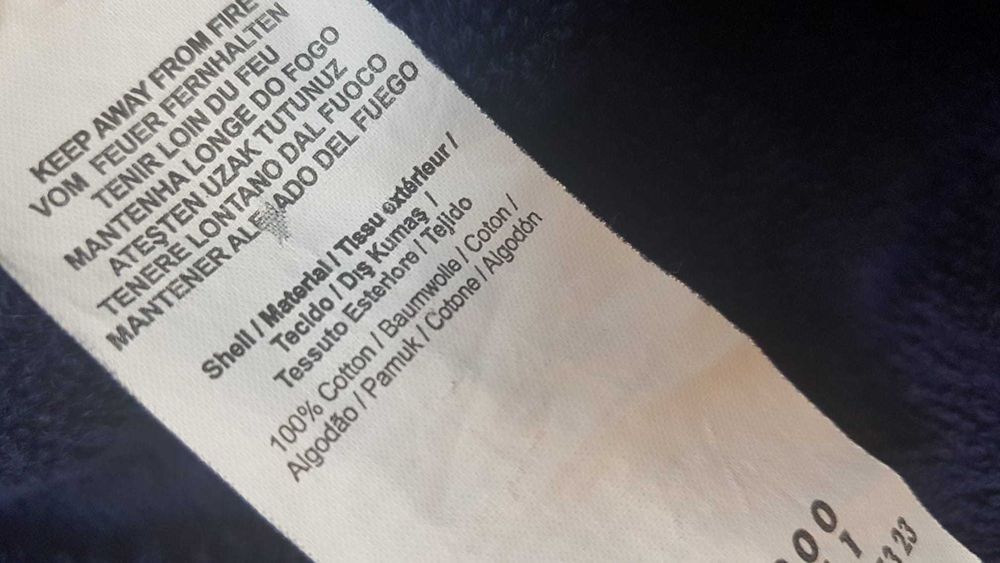 KEEP AWAY FROM FIRE
VOM FEUER FERNHALTEN
TENIR LOIN DU FEU
MANTENHA LONGE DO FOGO
ATEŞTEN UZAK TUTUNUZ
TENERE LONTANO DAL FUOCO
MANTENER ALE ADO DEL FUEGO
Shell / Material / Tissu extérieur /
Tecido / Dış Kumaş /
Tessuto Esteriore / Tejido
100% Cotton / Baumwolle / Coton /
Algodão / Pamuk / Cotone / Algodón